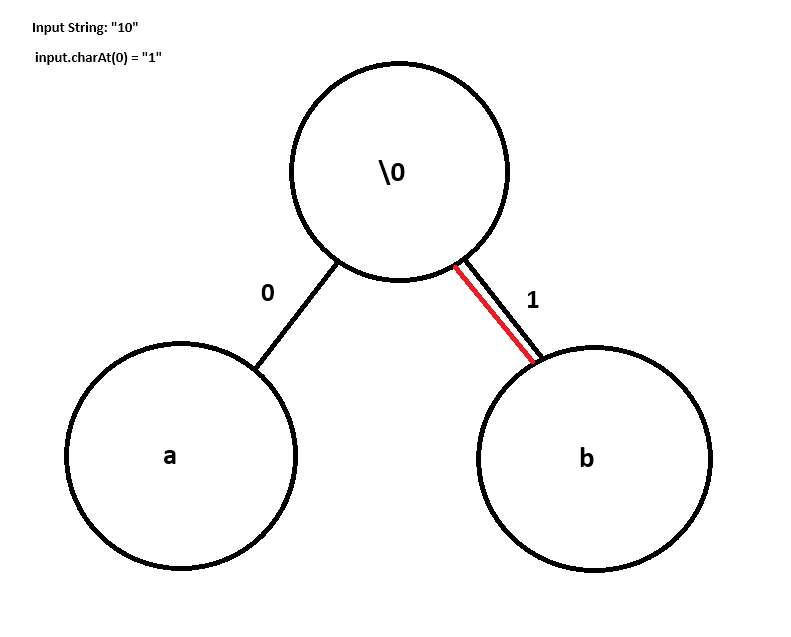 Input String: "10"
input.charAt(0) = "1"
\0
0
1
a
b